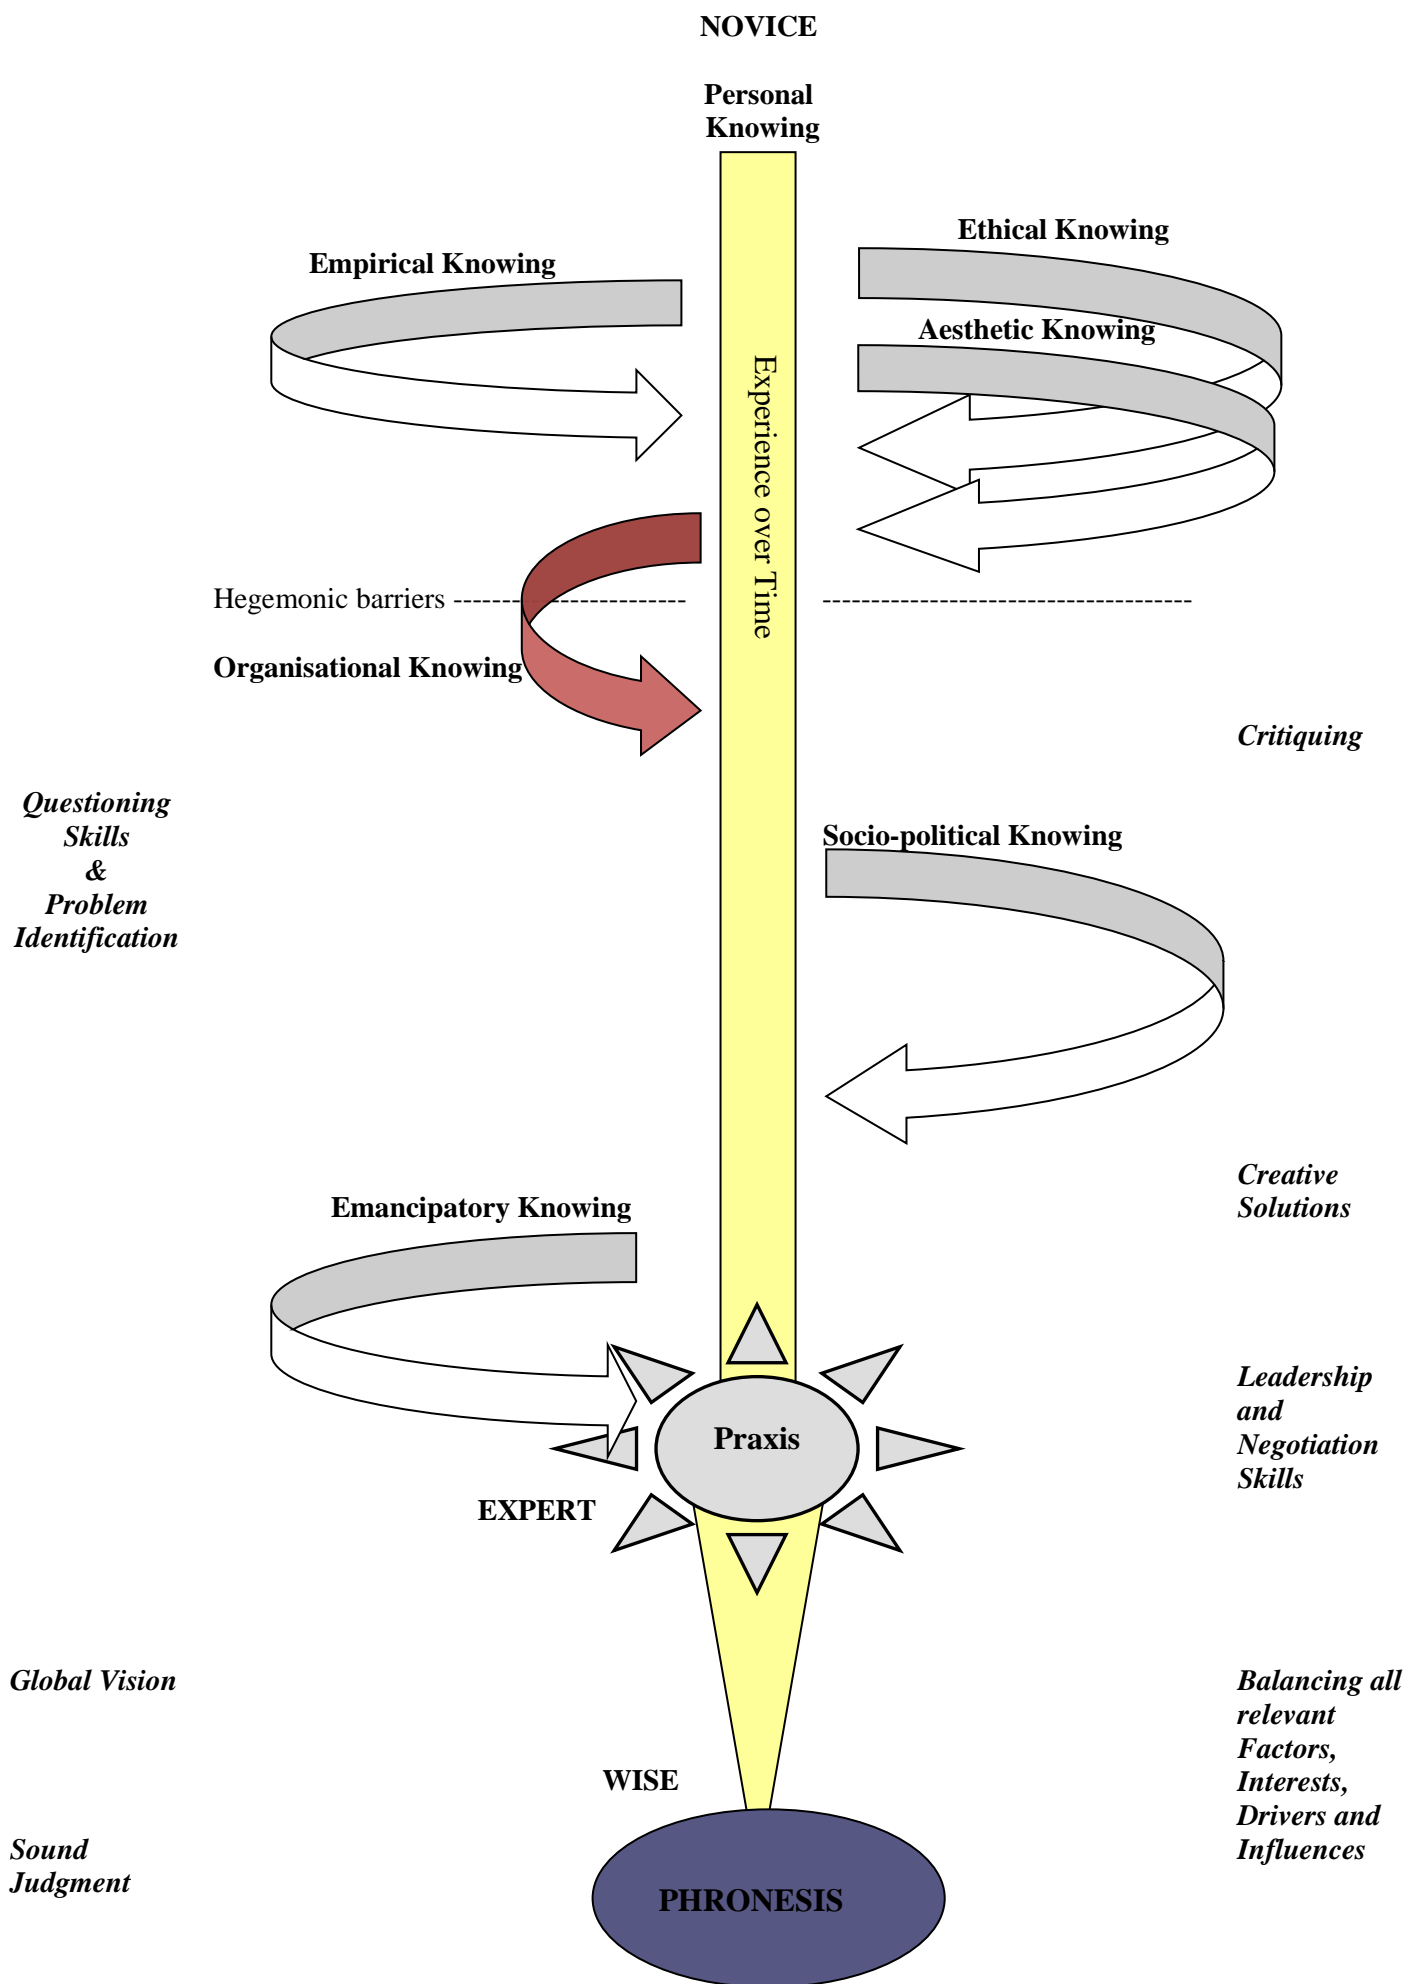 NOVICE
Personal
Knowing
Ethical Knowing
Empirical Knowing
Aesthetic Knowing
Experience over Time
Hegemonic barriers
Organisational Knowing
Critiquing
Questioning
Skills
&
Problem
Identification
Socio-political Knowing
Creative
Solutions
Emancipatory Knowing
Leadership
and
Negotiation
Skills
Praxis
EXPERT
Global Vision
Balancing all
relevant
Factors,
Interests,
Drivers and
Influences
WISE
Sound
Judgment
PHRONESIS